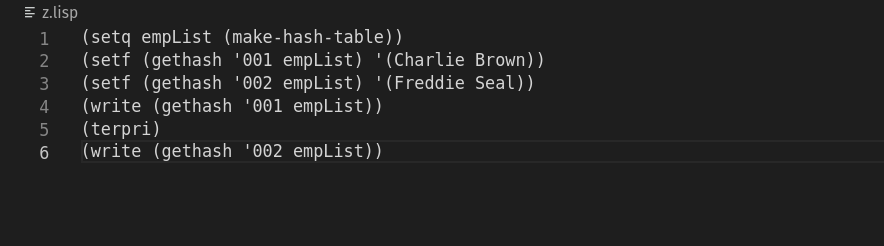 z.lisp
1 (setq empList (make-hash-table))
2 (setf (gethash '001 empList) '(Charlie Brown))
3 (setf (gethash '002 empList) '(Freddie Seal))
4 (write (gethash '001 empList))
5 (terpri)
6 (write (gethash '002 empList))